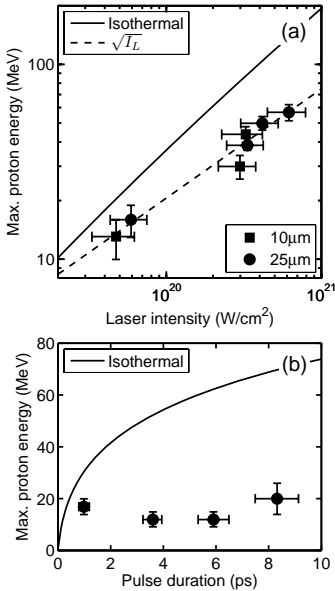 Max. proton energy (MeV)
Isothermal
√I_L
(a)
100
10
10μm
25μm
10^20
10^21
Laser intensity (W/cm²)
Max. proton energy (MeV)
80
60
40
20
0
Isothermal
(b)
0 2 4 6 8 10
Pulse duration (ps)